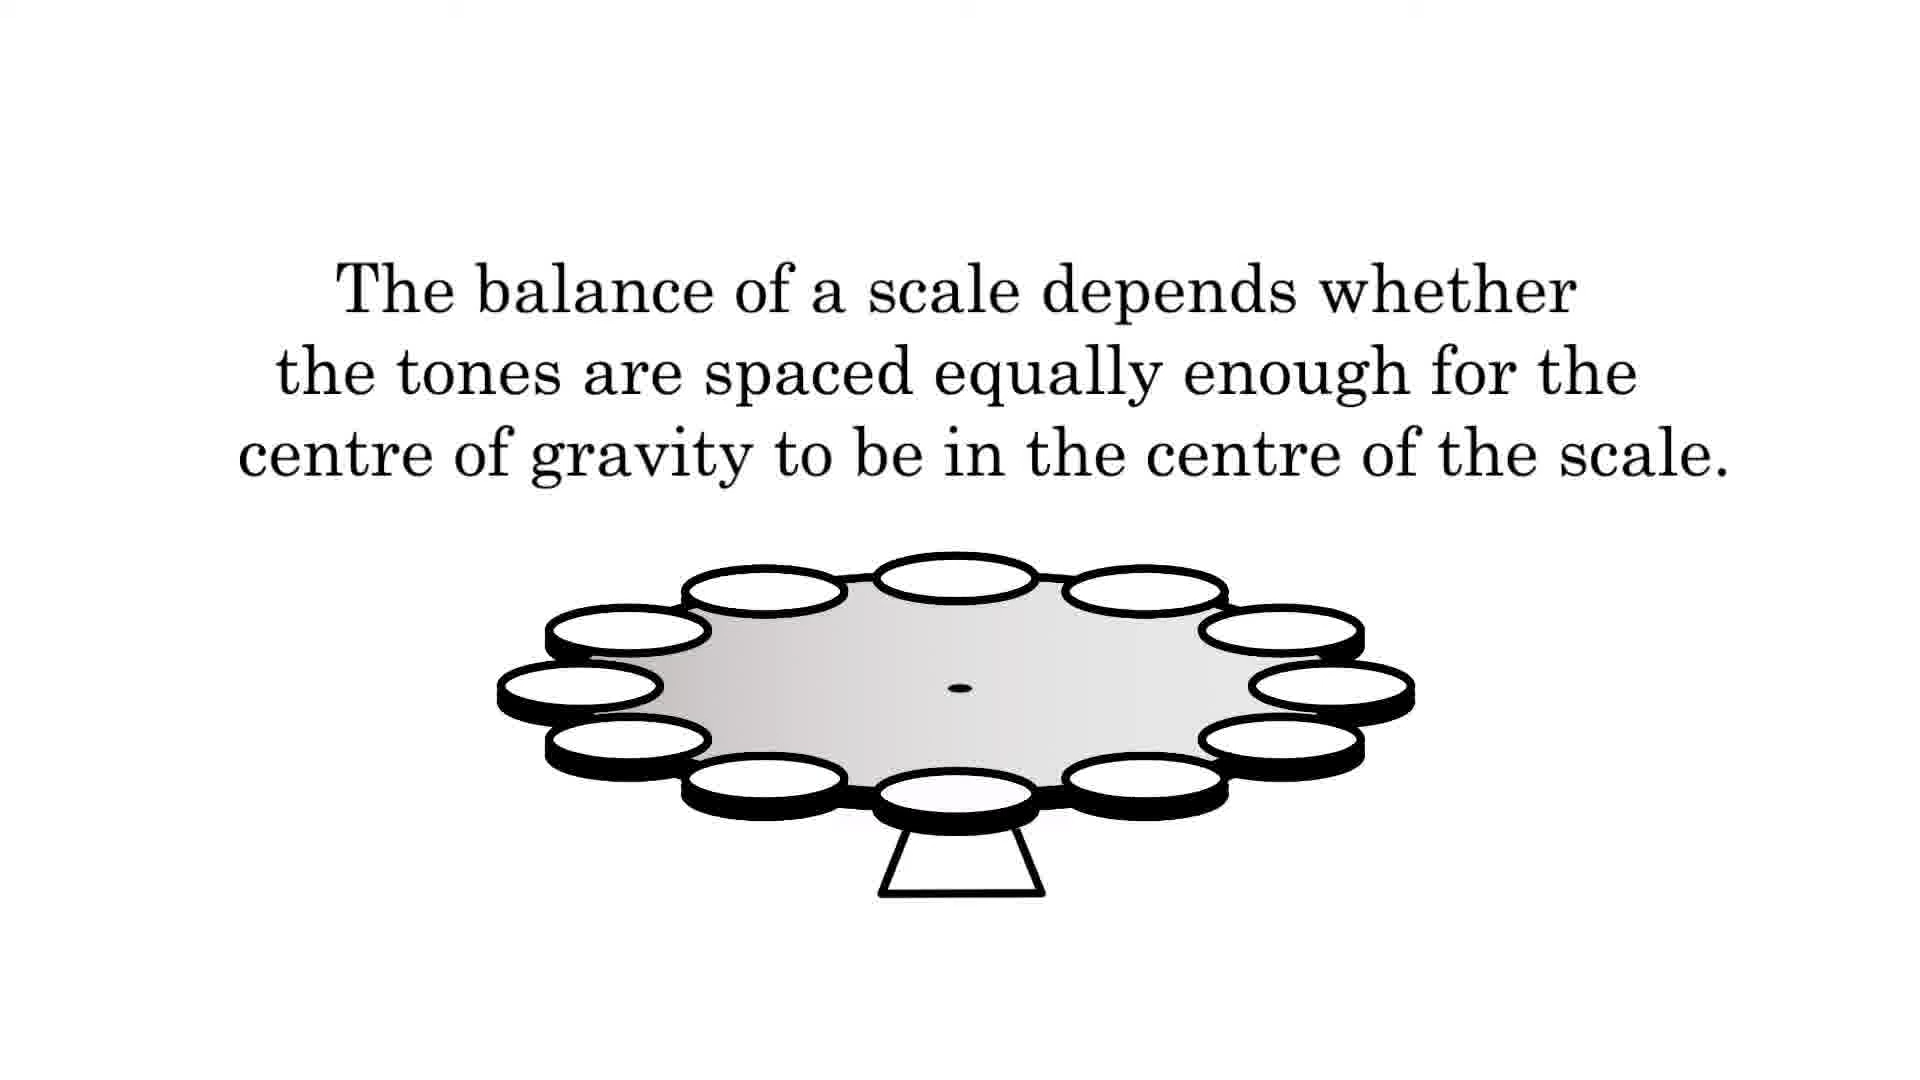 The balance of a scale depends whether
the tones are spaced equally enough for the
centre of gravity to be in the centre of the scale.